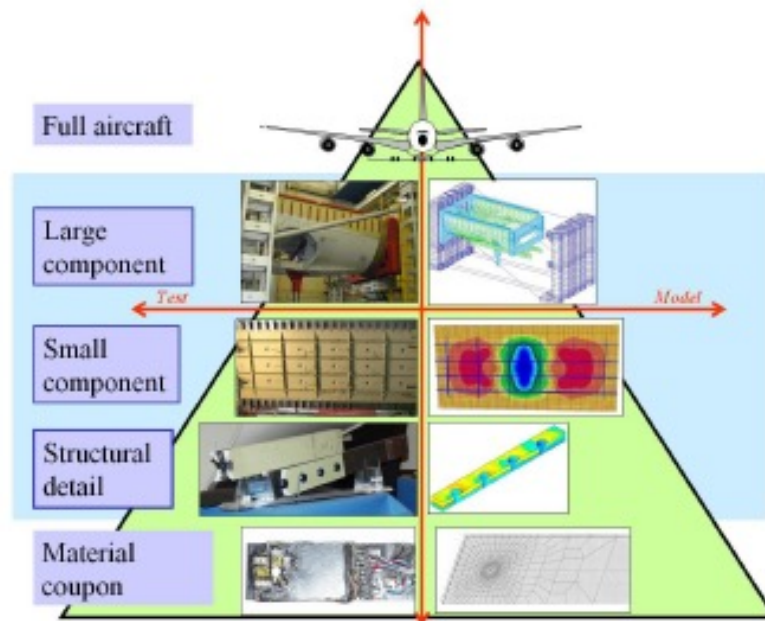 Full aircraft
Large
component
Test
Model
Small
component
Structural
detail
Material
coupon